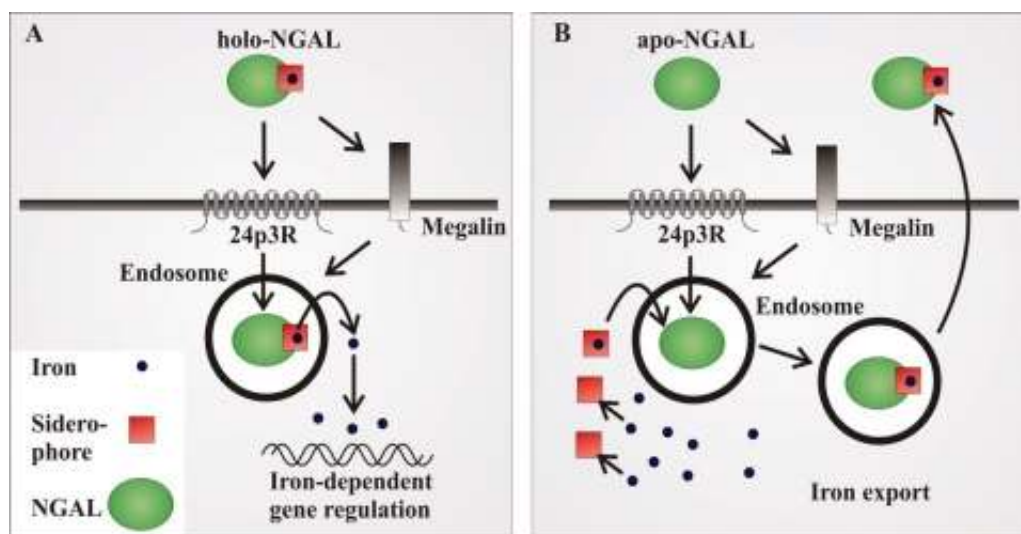 A
holo-NGAL
24p3R
Megalin
Endosome
Iron
Sidero-
phore
NGAL
Iron-dependent
gene regulation
B
apo-NGAL
24p3R
Megalin
Endosome
Iron export